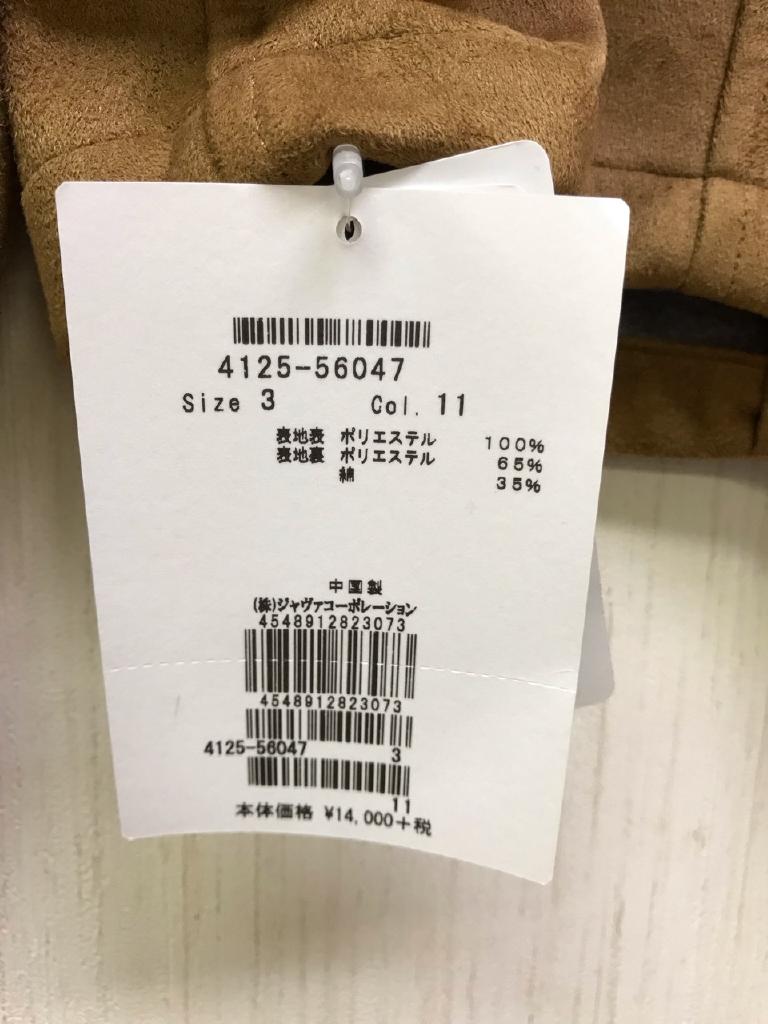 4125-56047
Size 3 Col. 11
表地表 ポリエステル 100%
表地裏 ポリエステル 65%
綿 35%
中国製
(株)ジャヴァコーポレーション
4548912823073
4548912823073
4125-56047 3
11
本体価格 ¥14,000+税